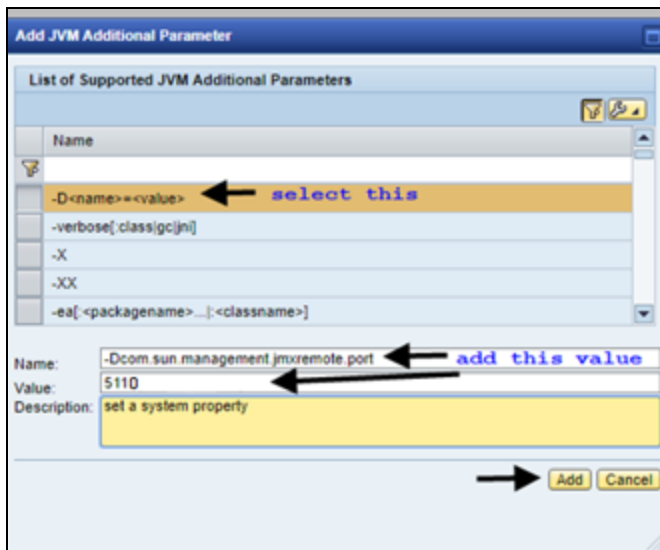 Add JVM Additional Parameter
List of Supported JVM Additional Parameters
Name
-D<name>=<value> select this
-verbose[:class|gc|jni]
-X
-XX
-ea[:<packagename>...|:<classname>]
Name: -Dcom.sun.management.jmxremote.port add this value
Value: 5110
Description: set a system property
Add Cancel